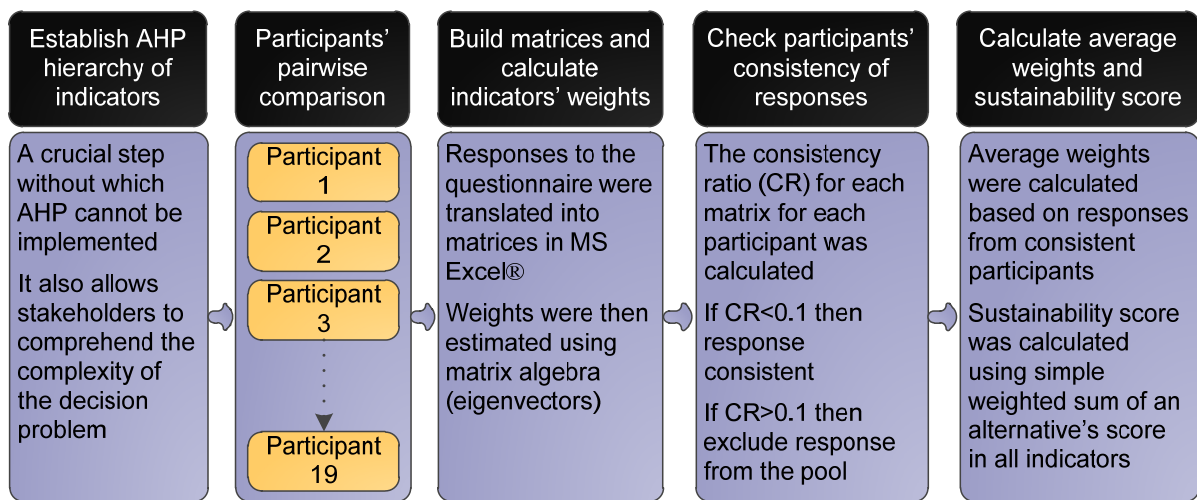 Establish AHP
hierarchy of
indicators
A crucial step
without which
AHP cannot be
implemented
It also allows
stakeholders to
comprehend the
complexity of
the decision
problem
Participants’
pairwise
comparison
Participant
1
Participant
2
Participant
3
Participant
19
Build matrices and
calculate
indicators’ weights
Responses to the
questionnaire were
translated into
matrices in MS
Excel®
Weights were then
estimated using
matrix algebra
(eigenvectors)
Check participants’
consistency of
responses
The consistency
ratio (CR) for each
matrix for each
participant was
calculated
If CR<0.1 then
response
consistent
If CR>0.1 then
exclude response
from the pool
Calculate average
weights and
sustainability score
Average weights
were calculated
based on responses
from consistent
participants
Sustainability score
was calculated
using simple
weighted sum of an
alternative’s score
in all indicators